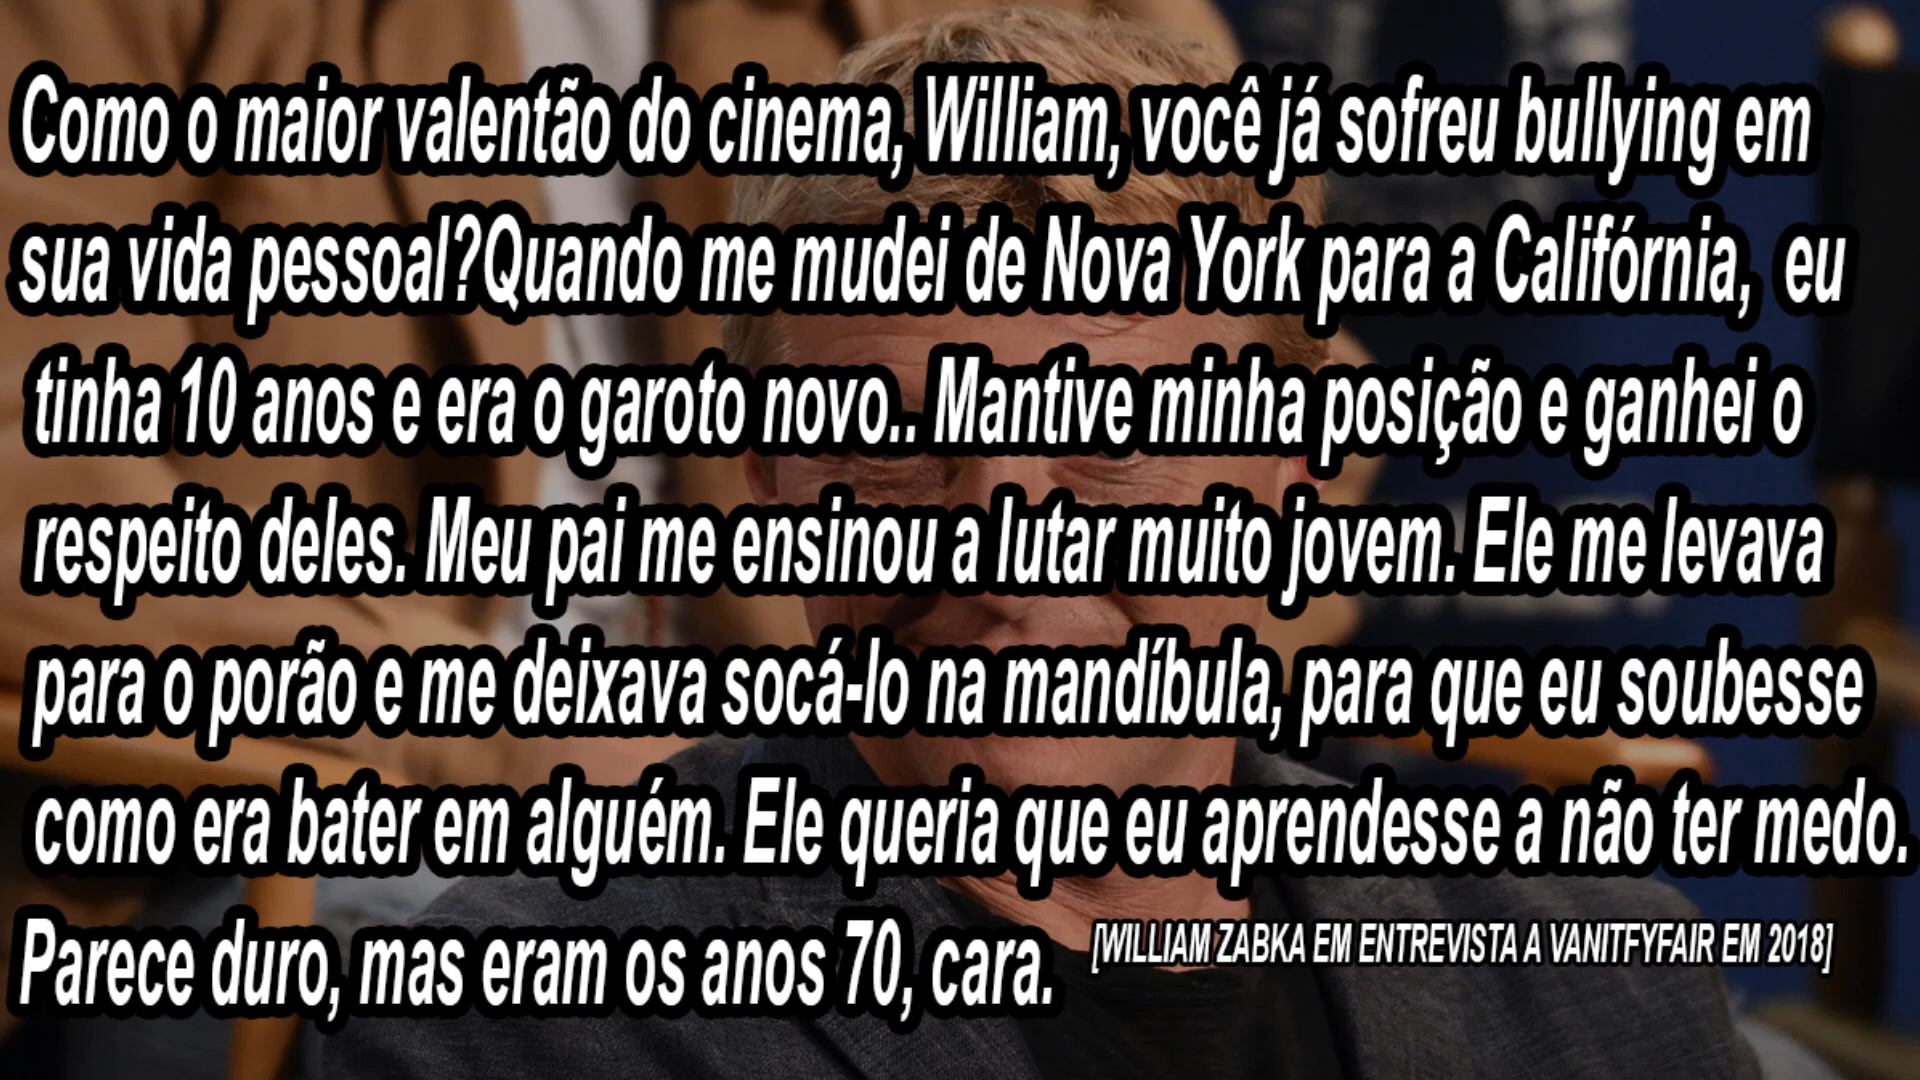 Como o maior valentão do cinema, William, você já sofreu bullying em
sua vida pessoal?Quando me mudei de Nova York para a Califórnia, eu
tinha 10 anos e era o garoto novo.. Mantive minha posição e ganhei o
respeito deles. Meu pai me ensinou a lutar muito jovem. Ele me levava
para o porão e me deixava socá-lo na mandíbula, para que eu soubesse
como era bater em alguém. Ele queria que eu aprendesse a não ter medo.
Parece duro, mas eram os anos 70, cara. [WILLIAM ZABKA EM ENTREVISTA A VANITFYFAIR EM 2018]